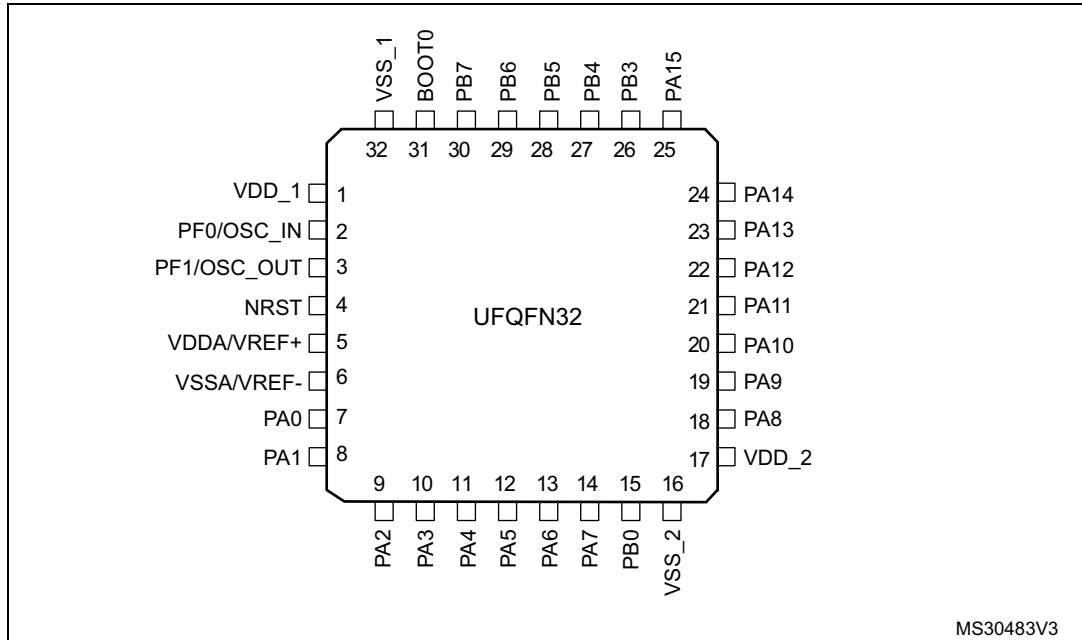 VSS_1
BOOT0
PB7
PB6
PB5
PB4
PB3
PA15
32 31 30 29 28 27 26 25
VDD_1 1 24 PA14
PF0/OSC_IN 2 23 PA13
PF1/OSC_OUT 3 22 PA12
NRST 4 21 PA11
UFQFN32
VDDA/VREF+ 5 20 PA10
VSSA/VREF- 6 19 PA9
PA0 7 18 PA8
PA1 8 17 VDD_2
9 10 11 12 13 14 15 16
PA2
PA3
PA4
PA5
PA6
PA7
PB0
VSS_2
MS30483V3